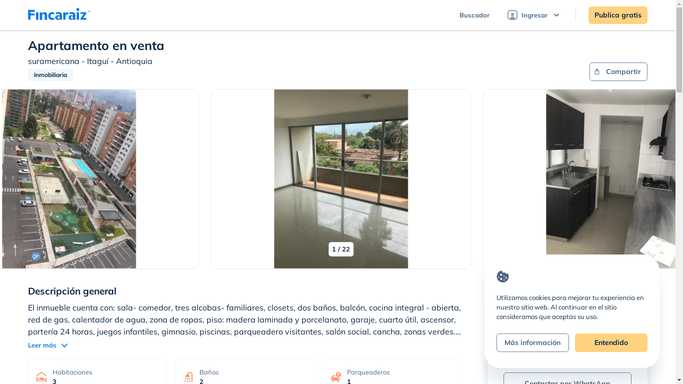 Fincaraiz
Buscador
Ingresar
Publica gratis
Apartamento en venta
suramericana - Itaguí - Antioquia
Inmobiliaria
Compartir
1 / 22
Descripción general
El inmueble cuenta con: sala- comedor, tres alcobas- familiares, closets, dos baños, balcón, cocina integral - abierta,
red de gas, calentador de agua, zona de ropas, piso: madera laminada y porcelanato, garaje, cuarto útil, ascensor,
portería 24 horas, juegos infantiles, gimnasio, piscinas, parqueadero visitantes, salón social, cancha, zonas verdes....
Leer más
Habitaciones
3
Baños
2
Parqueaderos
1
Utilizamos cookies para mejorar tu experiencia en
nuestro sitio web. Al continuar en el sitio
consideramos que aceptas su uso.
Más información
Entendido
Contactar por WhatsApp